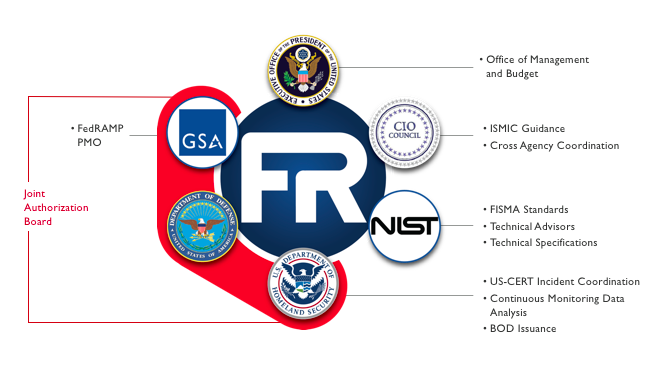 EXECUTIVE OFFICE OF THE PRESIDENT OF THE UNITED STATES
• Office of Management
and Budget
GSA
• FedRAMP
PMO
CIO
COUNCIL
• ISMIC Guidance
• Cross Agency Coordination
FR
Joint
Authorization
Board
DEPARTMENT OF DEFENSE
UNITED STATES OF AMERICA
NIST
• FISMA Standards
• Technical Advisors
• Technical Specifications
U.S. DEPARTMENT OF
HOMELAND SECURITY
• US-CERT Incident Coordination
• Continuous Monitoring Data
Analysis
• BOD Issuance